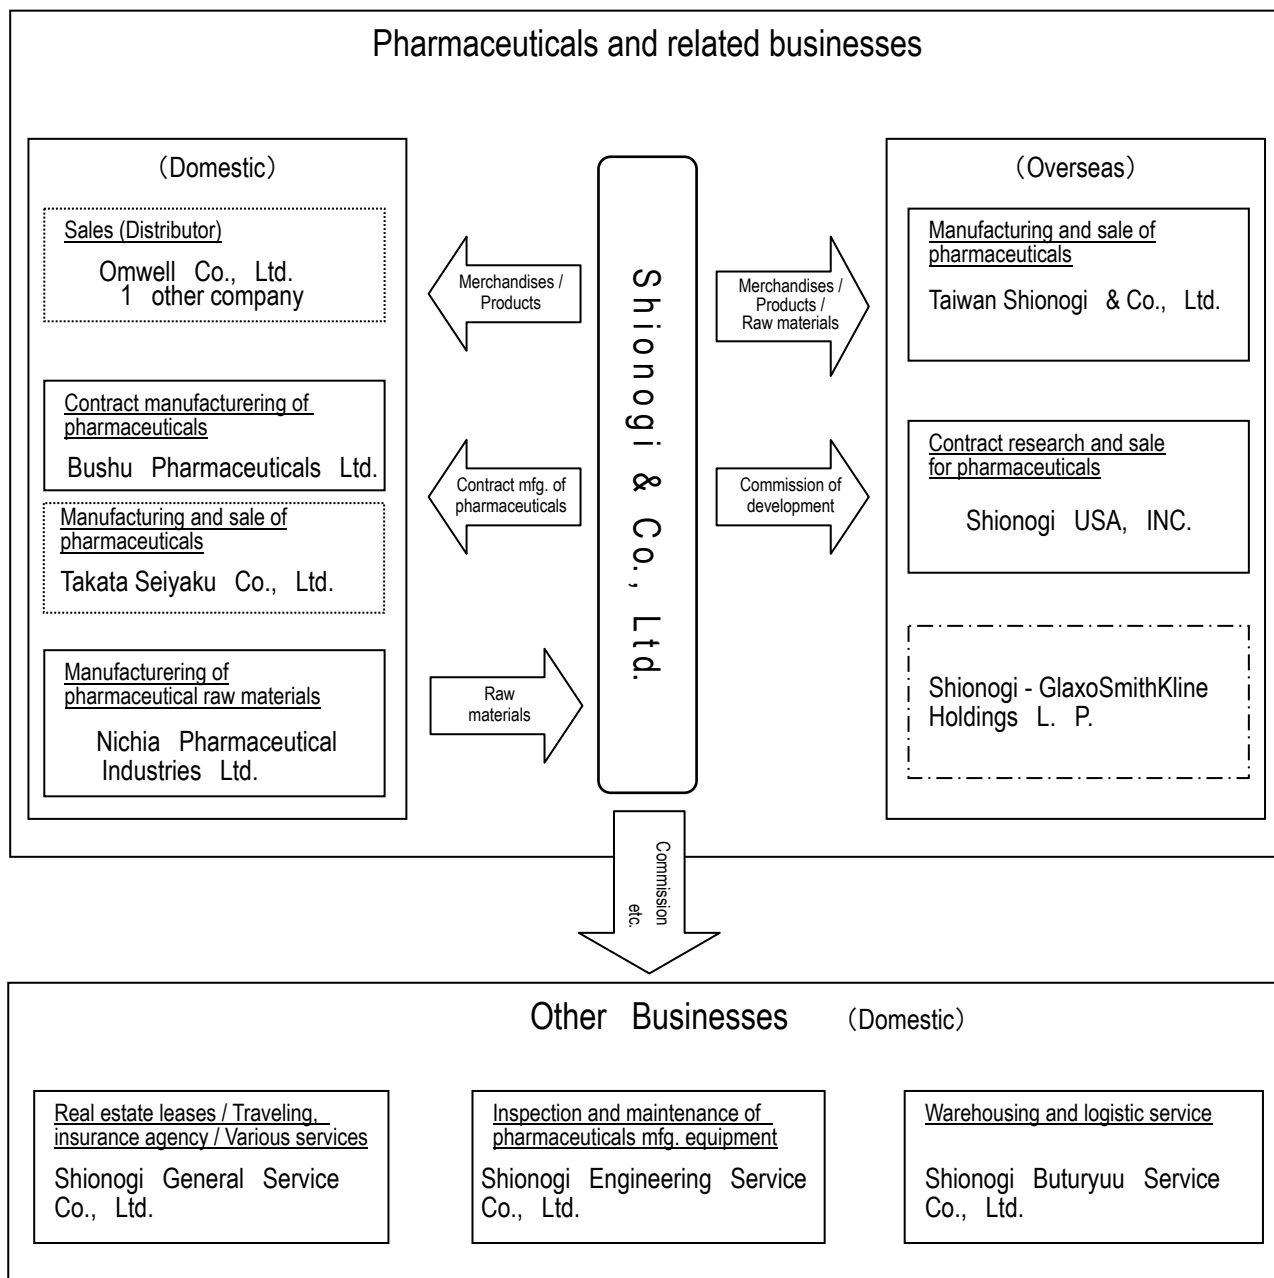 Pharmaceuticals and related businesses
（Domestic）
Sales (Distributor)
Omwell Co., Ltd.
1 other company
Contract manufacturering of
pharmaceuticals
Bushu Pharmaceuticals Ltd.
Manufacturing and sale of
pharmaceuticals
Takata Seiyaku Co., Ltd.
Manufacturering of
pharmaceutical raw materials
Nichia Pharmaceutical
Industries Ltd.
Merchandises /
Products
Contract mfg. of
pharmaceuticals
Raw
materials
Shionogi & Co., Ltd.
Merchandises /
Products /
Raw materials
Commission of
development
（Overseas）
Manufacturing and sale of
pharmaceuticals
Taiwan Shionogi & Co., Ltd.
Contract research and sale
for pharmaceuticals
Shionogi USA, INC.
Shionogi - GlaxoSmithKline
Holdings L. P.
Commission
etc.
Other Businesses （Domestic）
Real estate leases / Traveling,
insurance agency / Various services
Shionogi General Service
Co., Ltd.
Inspection and maintenance of
pharmaceuticals mfg. equipment
Shionogi Engineering Service
Co., Ltd.
Warehousing and logistic service
Shionogi Buturyuu Service
Co., Ltd.